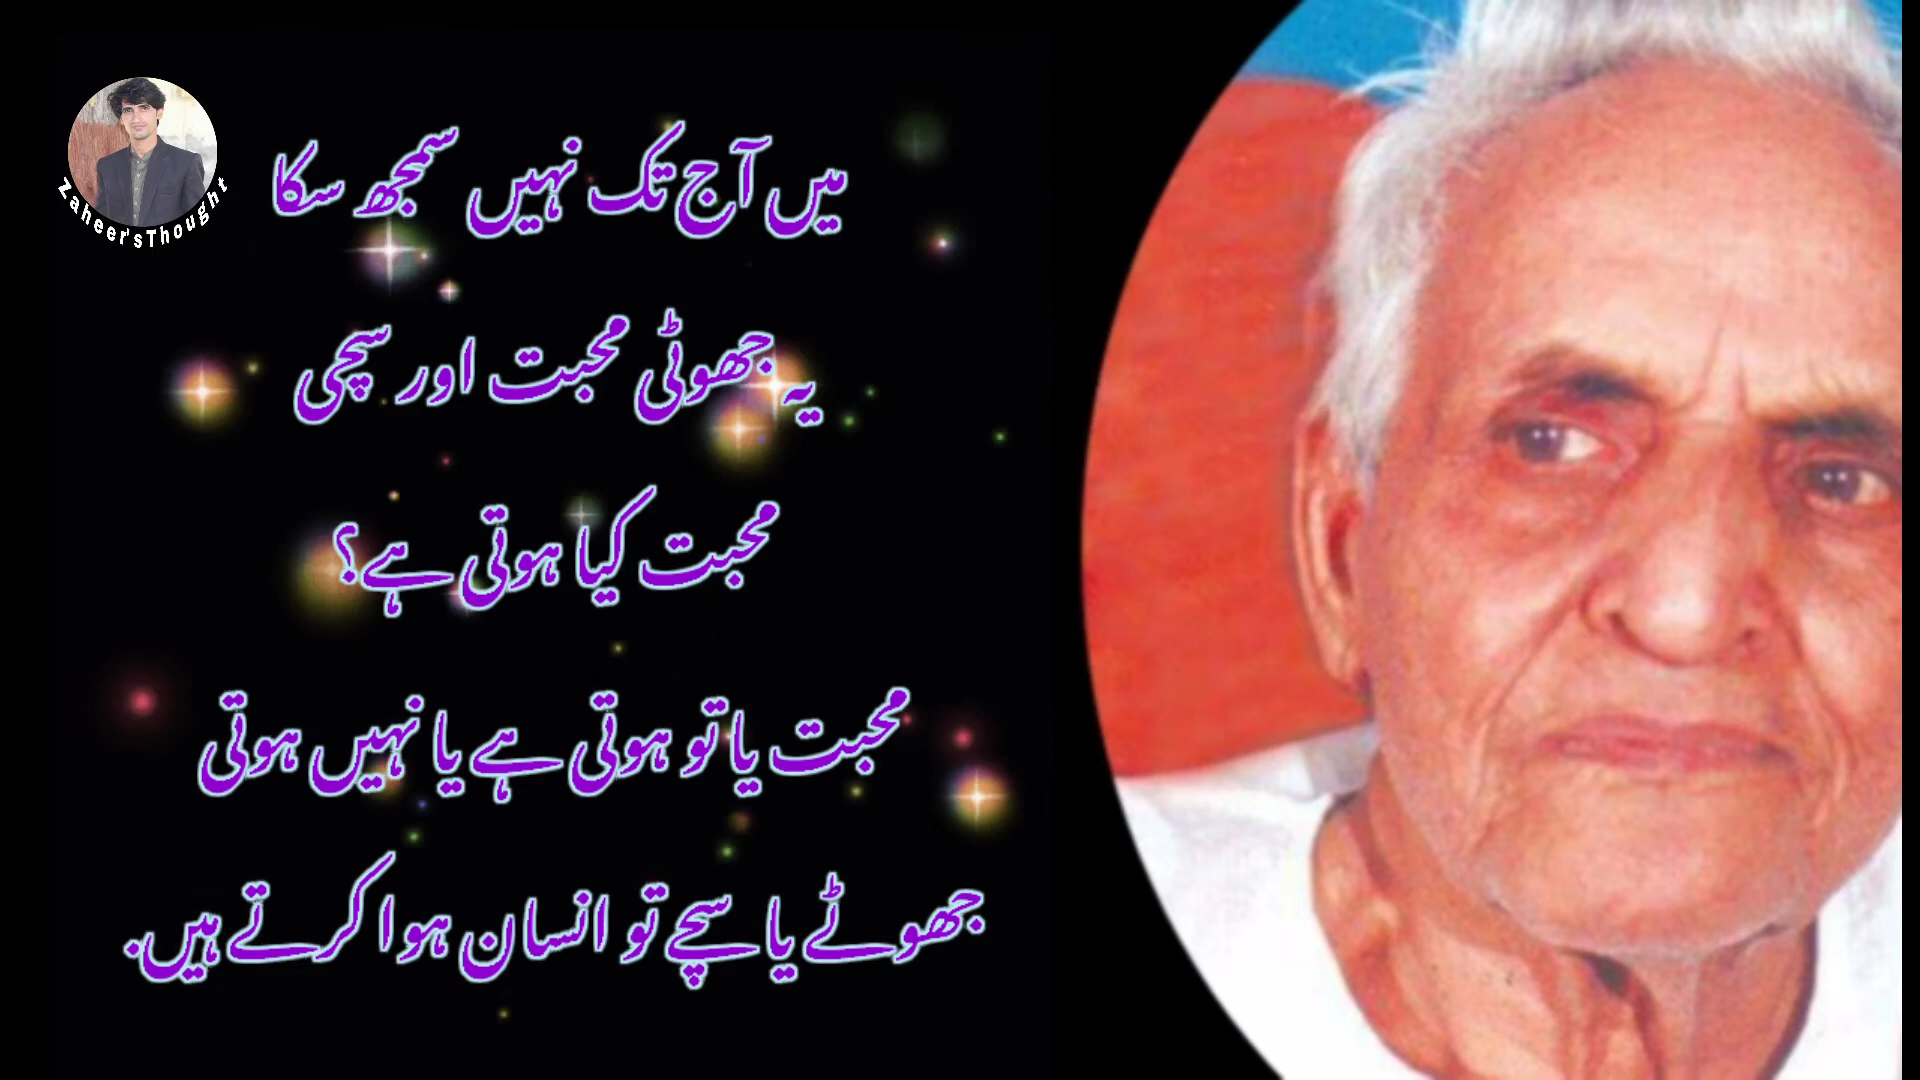 Zaheer'sThought
میں آج تک نہیں سمجھ سکا
یہ جھوٹی محبت اور سچی
محبت کیا ہوتی ہے؟
محبت یا تو ہوتی ہے یا نہیں ہوتی
جھوٹے یا سچے تو انسان ہوا کرتے ہیں.